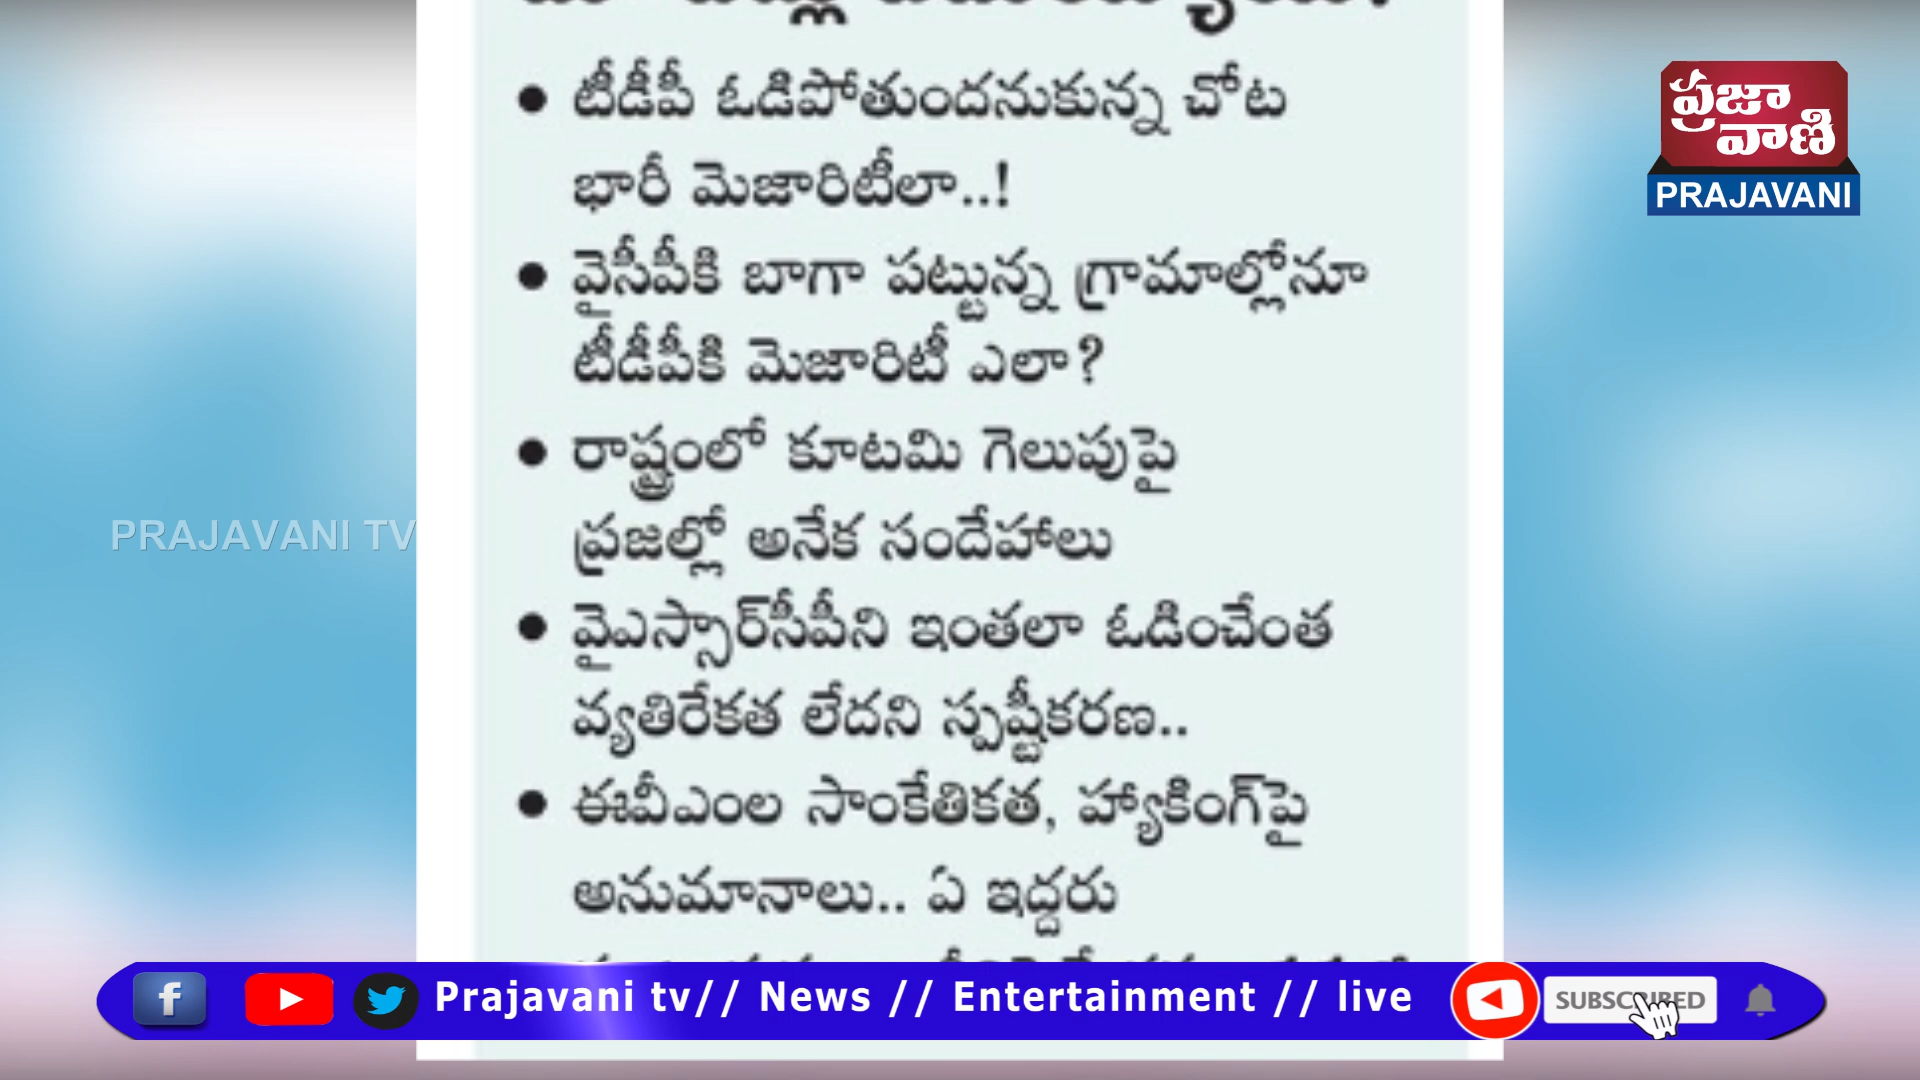 • టీడీపీ ఓడిపోతుందనుకున్న చోట
భారీ మెజారిటీలా..!
• వైసీపీకి బాగా పట్టున్న గ్రామాల్లోనూ
టీడీపీకి మెజారిటీ ఎలా?
• రాష్ట్రంలో కూటమి గెలుపుపై
ప్రజల్లో అనేక సందేహాలు
• వైఎస్సార్‌సీపీని ఇంతలా ఓడించేంత
వ్యతిరేకత లేదని స్పష్టీకరణ..
• ఈవీఎంల సాంకేతికత, హ్యాకింగ్‌పై
అనుమానాలు.. ఏ ఇద్దరు
ప్రజా
వాణి
PRAJAVANI
PRAJAVANI TV
Prajavani tv// News // Entertainment // live
SUBSCRIBED